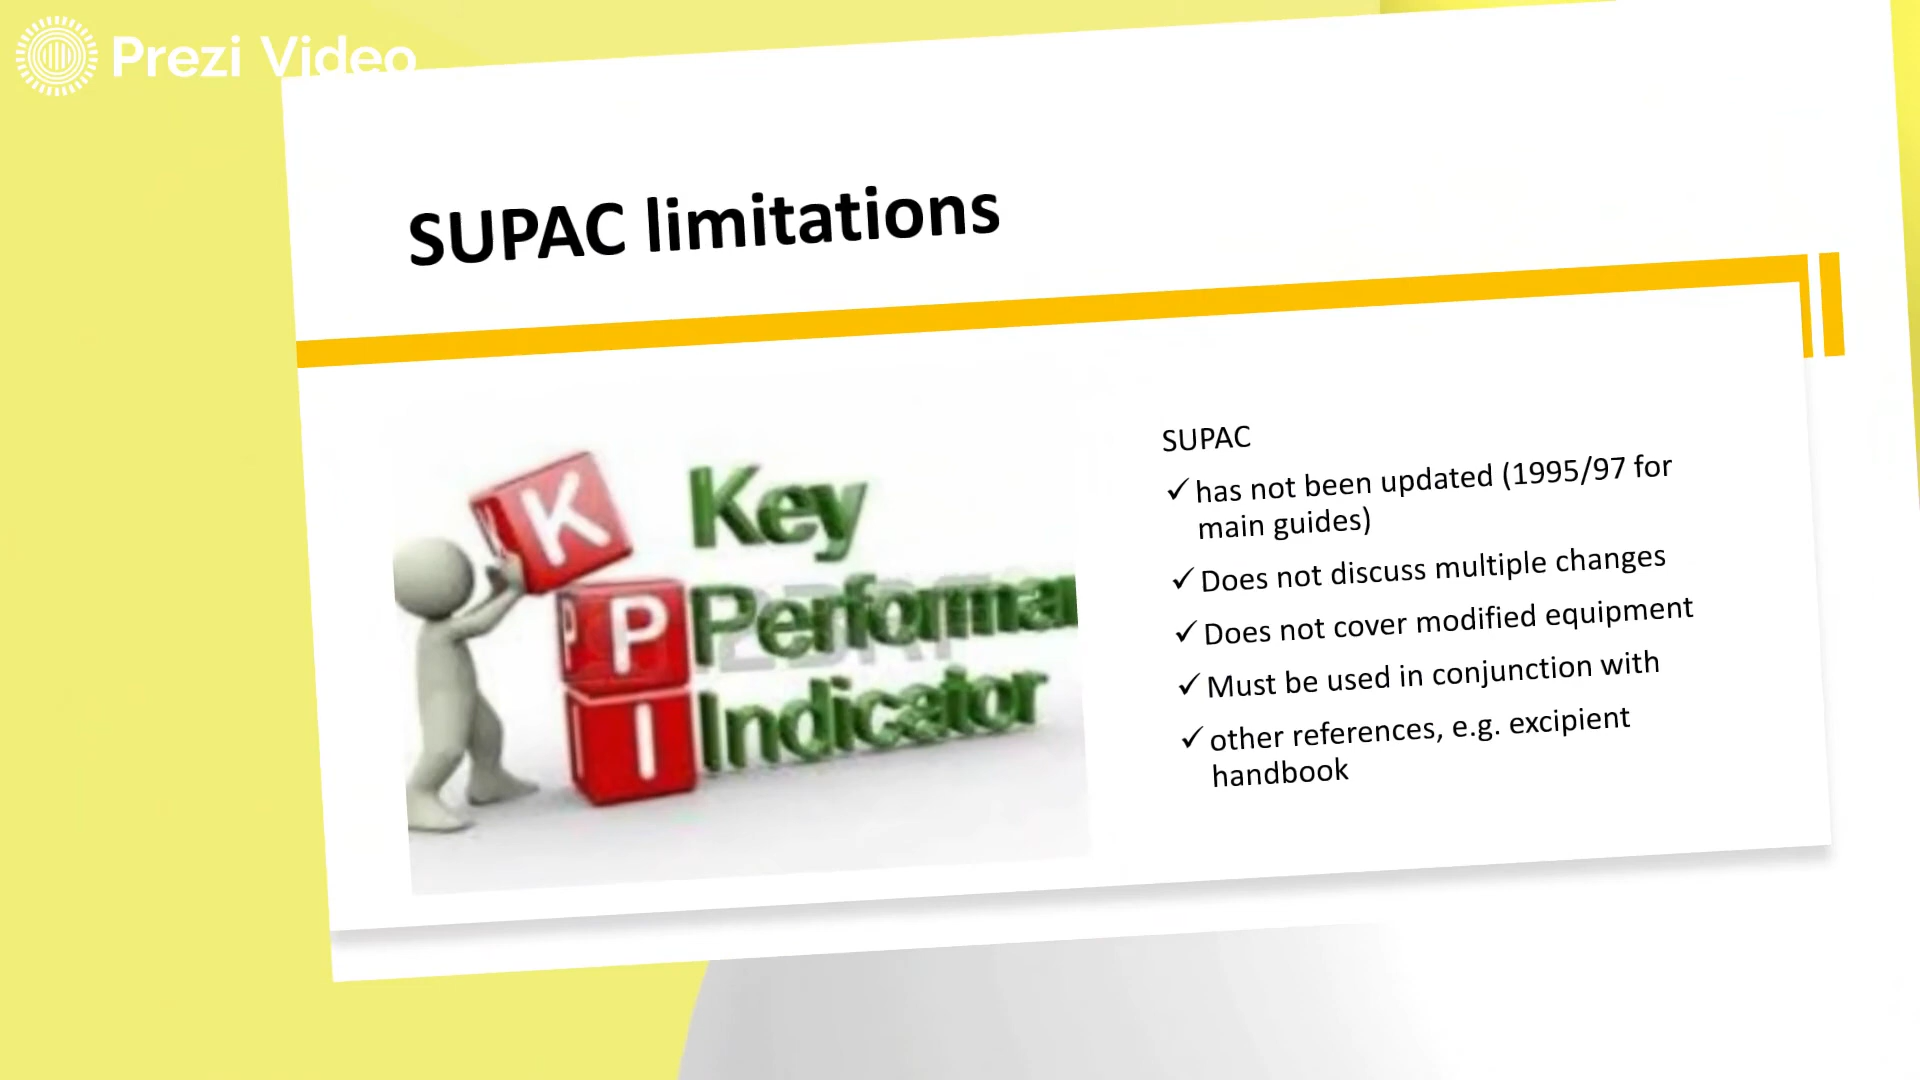 Prezi Video
SUPAC limitations
K
P
I
Key
Indicator
SUPAC
✓ has not been updated (1995/97 for
main guides)
✓ Does not discuss multiple changes
✓ Does not cover modified equipment
✓ Must be used in conjunction with
✓ other references, e.g. excipient
handbook